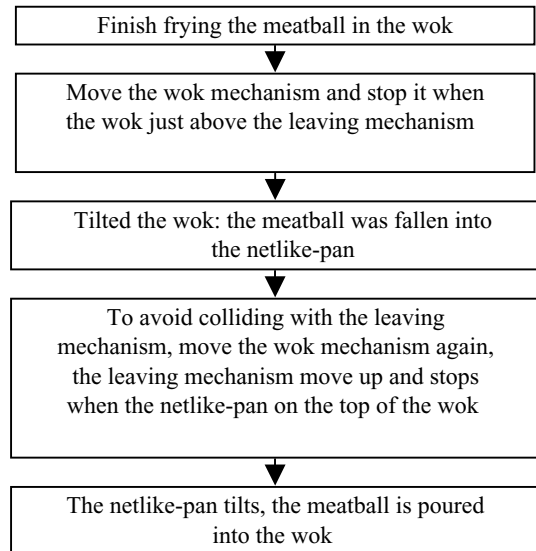 Finish frying the meatball in the wok
Move the wok mechanism and stop it when
the wok just above the leaving mechanism
Tilted the wok: the meatball was fallen into
the netlike-pan
To avoid colliding with the leaving
mechanism, move the wok mechanism again,
the leaving mechanism move up and stops
when the netlike-pan on the top of the wok
The netlike-pan tilts, the meatball is poured
into the wok